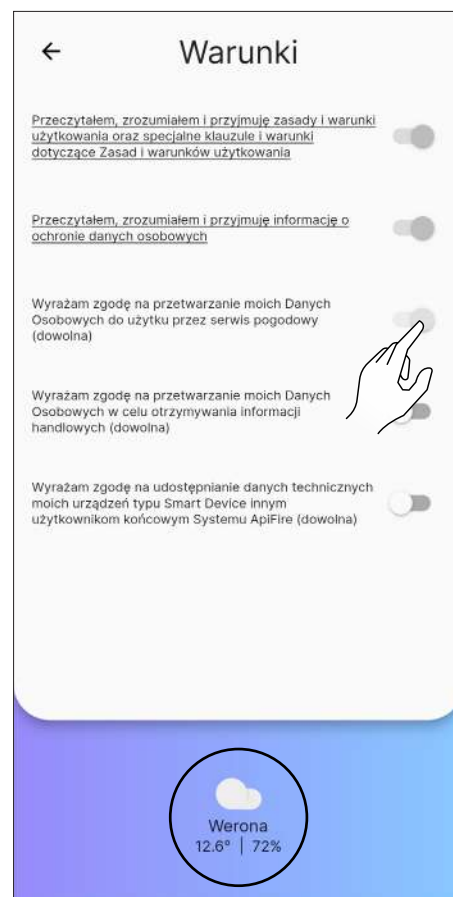 Warunki
Przeczytałem, zrozumiałem i przyjmuję zasady i warunki
użytkowania oraz specjalne klauzule i warunki
dotyczące Zasad i warunków użytkowania
Przeczytałem, zrozumiałem i przyjmuję informację o
ochronie danych osobowych
Wyrażam zgodę na przetwarzanie moich Danych
Osobowych do użytku przez serwis pogodowy
(dowolna)
Wyrażam zgodę na przetwarzanie moich Danych
Osobowych w celu otrzymywania informacji
handlowych (dowolna)
Wyrażam zgodę na udostępnianie danych technicznych
moich urządzeń typu Smart Device innym
użytkownikom końcowym Systemu ApiFire (dowolna)
Werona
12.6° | 72%